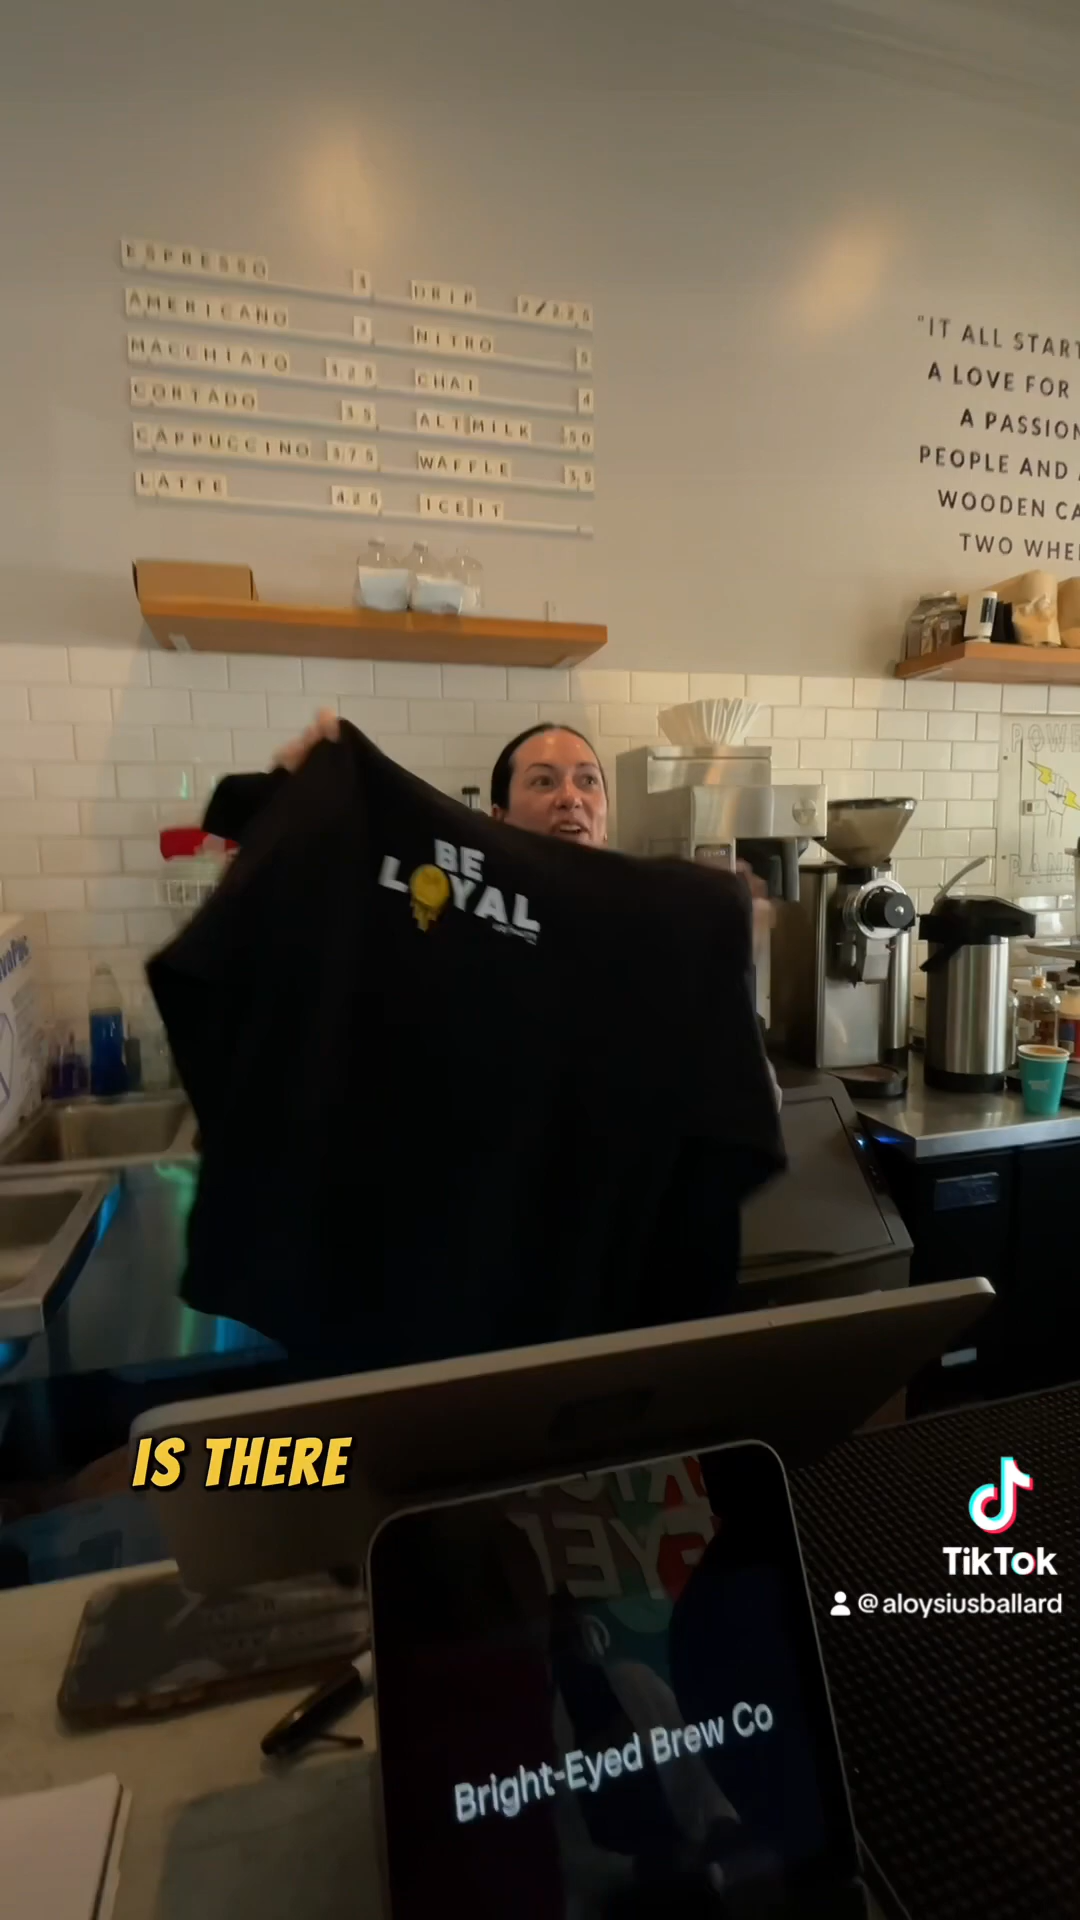 ESPRESSO 3
AMERICANO 3
MACCHIATO 3.25
CORTADO 3.5
CAPPUCCINO 3.75
LATTE 4.25
DRIP 2/2.25
NITRO 5
CHAI 4
ALT MILK .50
WAFFLE 3.5
ICE IT
"IT ALL START
A LOVE FOR
A PASSION
PEOPLE AND
WOODEN CA
TWO WHE
POWE
BE
LOYAL
IS THERE
TikTok
@aloysiusballard
Bright-Eyed Brew Co